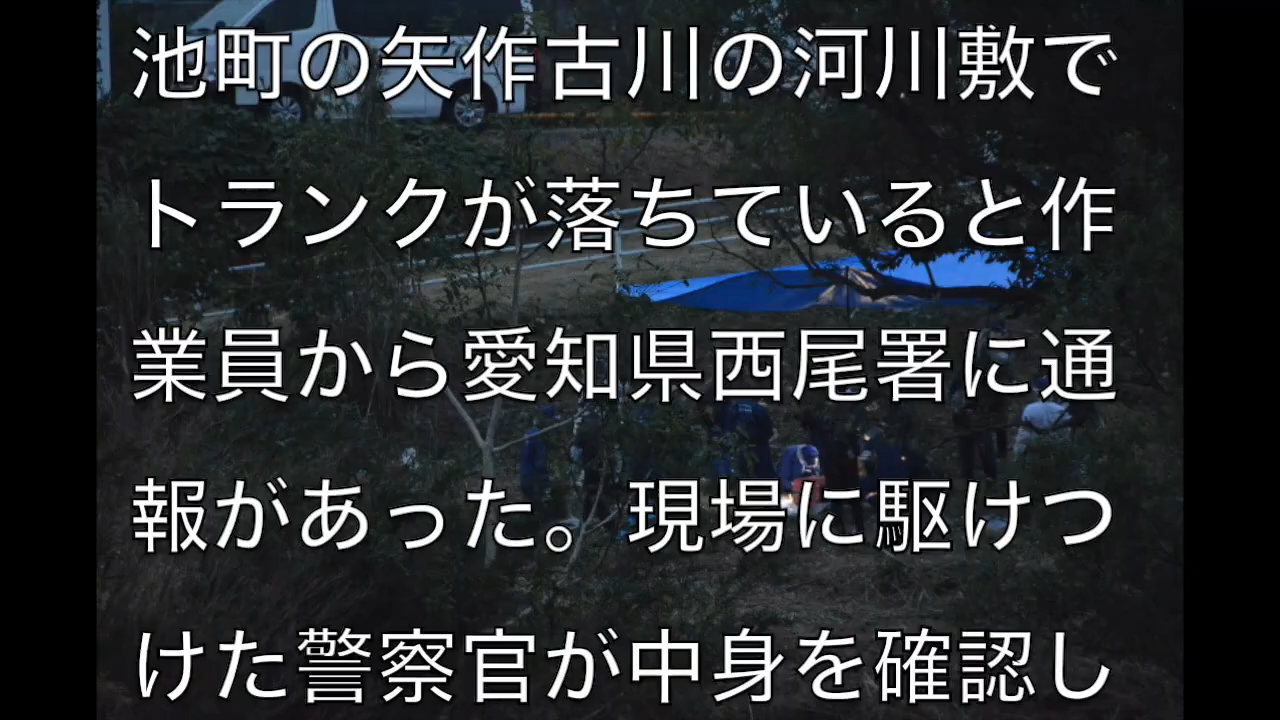 池町の矢作古川の河川敷で
トランクが落ちていると作
業員から愛知県西尾署に通
報があった。現場に駆けつ
けた警察官が中身を確認し